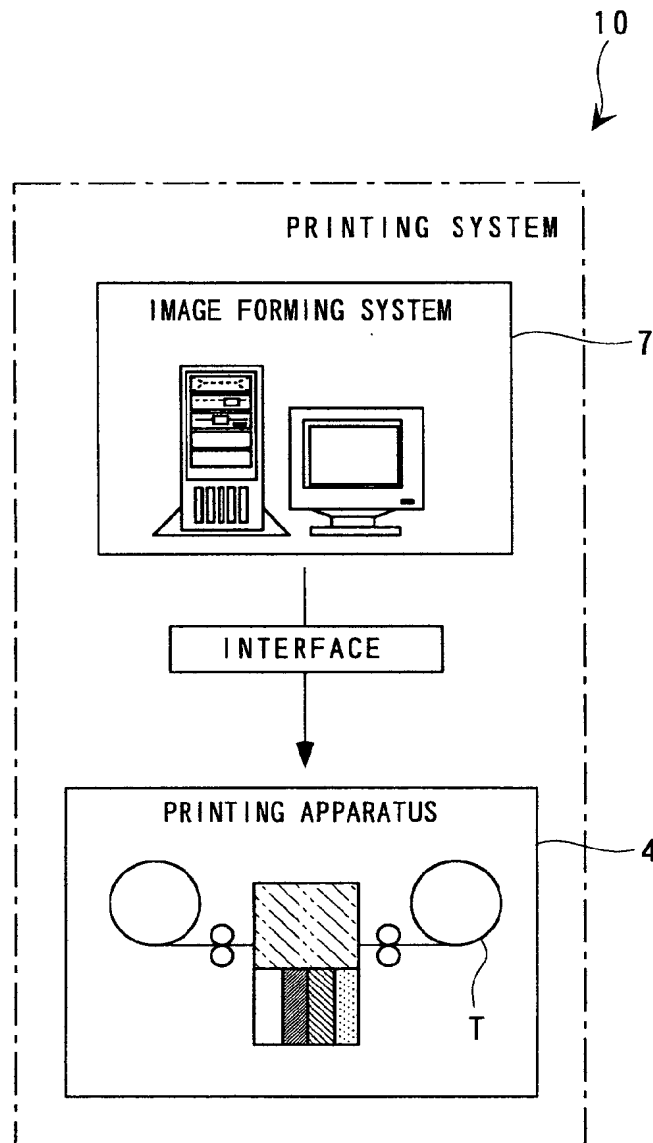 10
PRINTING SYSTEM
IMAGE FORMING SYSTEM
7
INTERFACE
PRINTING APPARATUS
4
T